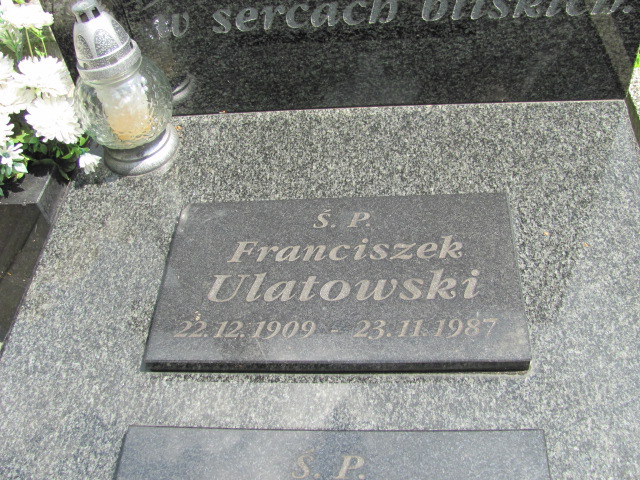 w sercach bliskich
Ś. P.
Franciszek
Ulatowski
22.12.1909 - 23.11.1987
Ś. P.